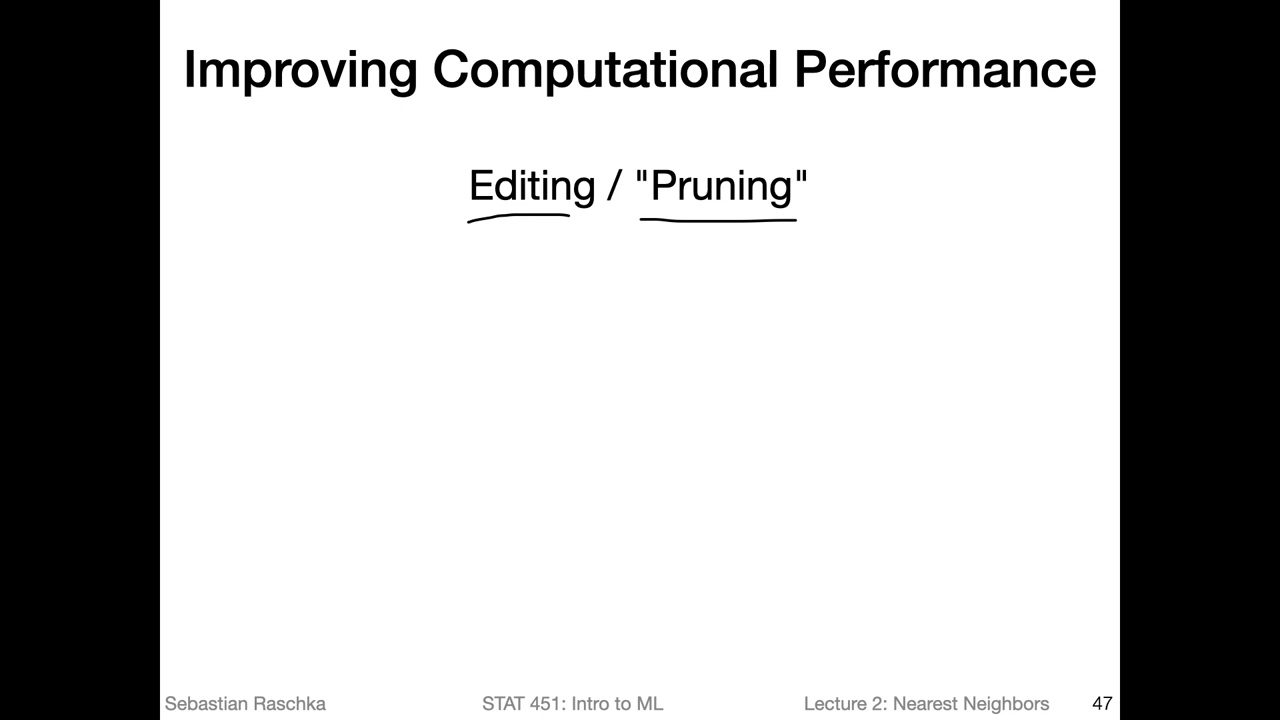 Improving Computational Performance
Editing / "Pruning"
Sebastian Raschka STAT 451: Intro to ML Lecture 2: Nearest Neighbors 47